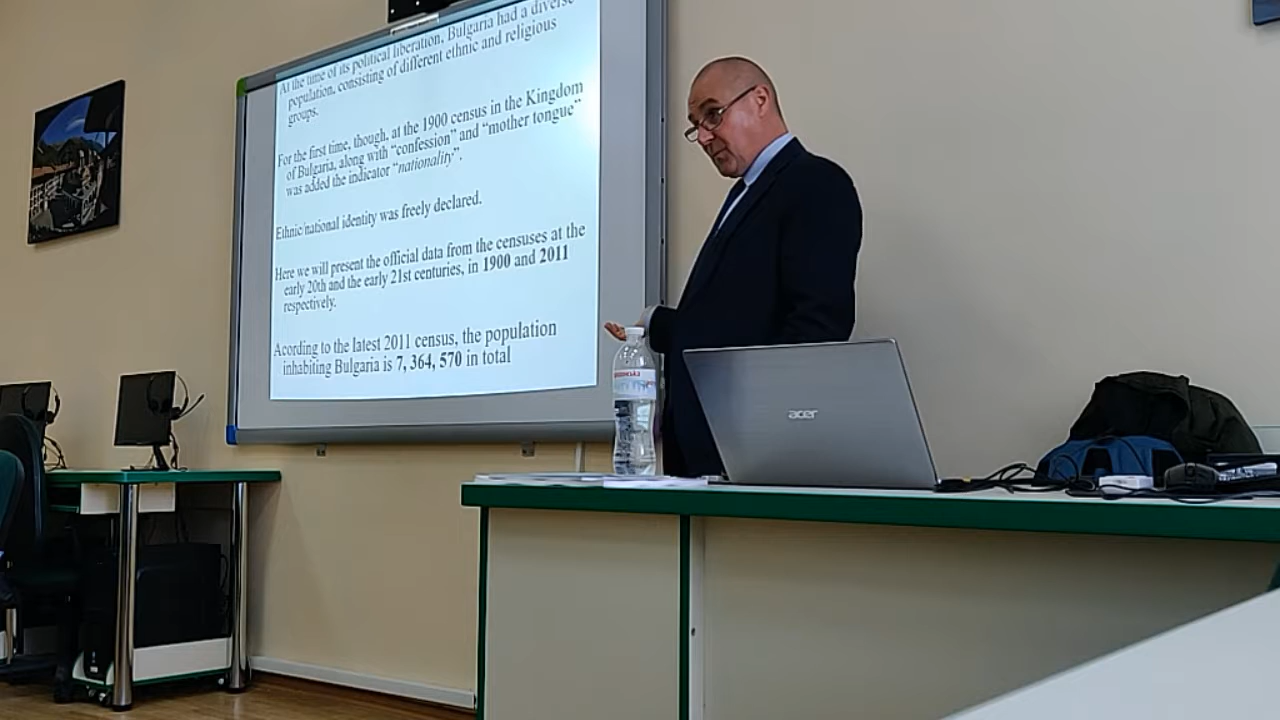 At the time of its political liberation, Bulgaria had a diverse
population, consisting of different ethnic and religious
groups.
For the first time, though, at the 1900 census in the Kingdom
of Bulgaria, along with “confession” and “mother tongue”
was added the indicator “nationality”.
Ethnic/national identity was freely declared.
Here we will present the official data from the censuses at the
early 20th and the early 21st centuries, in 1900 and 2011
respectively.
Acording to the latest 2011 census, the population
inhabiting Bulgaria is 7, 364, 570 in total
acer